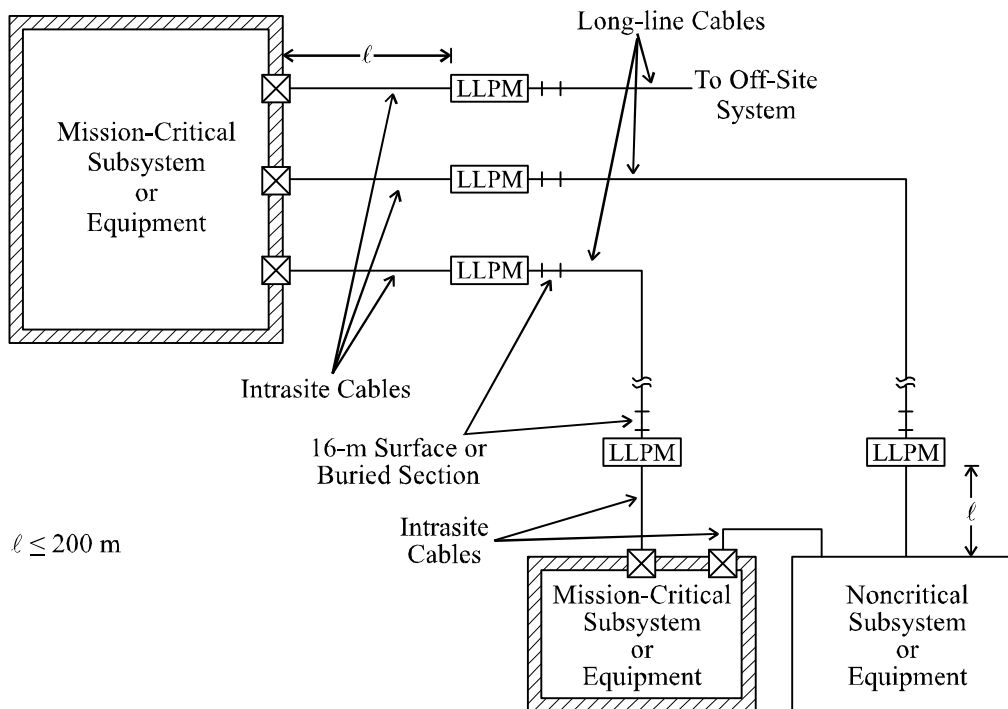 Long-line Cables
ℓ
LLPM
To Off-Site
System
Mission-Critical
Subsystem
or
Equipment
LLPM
LLPM
Intrasite Cables
16-m Surface or
Buried Section
LLPM
LLPM
ℓ
Intrasite
Cables
ℓ ≤ 200 m
Mission-Critical
Subsystem
or
Equipment
Noncritical
Subsystem
or
Equipment